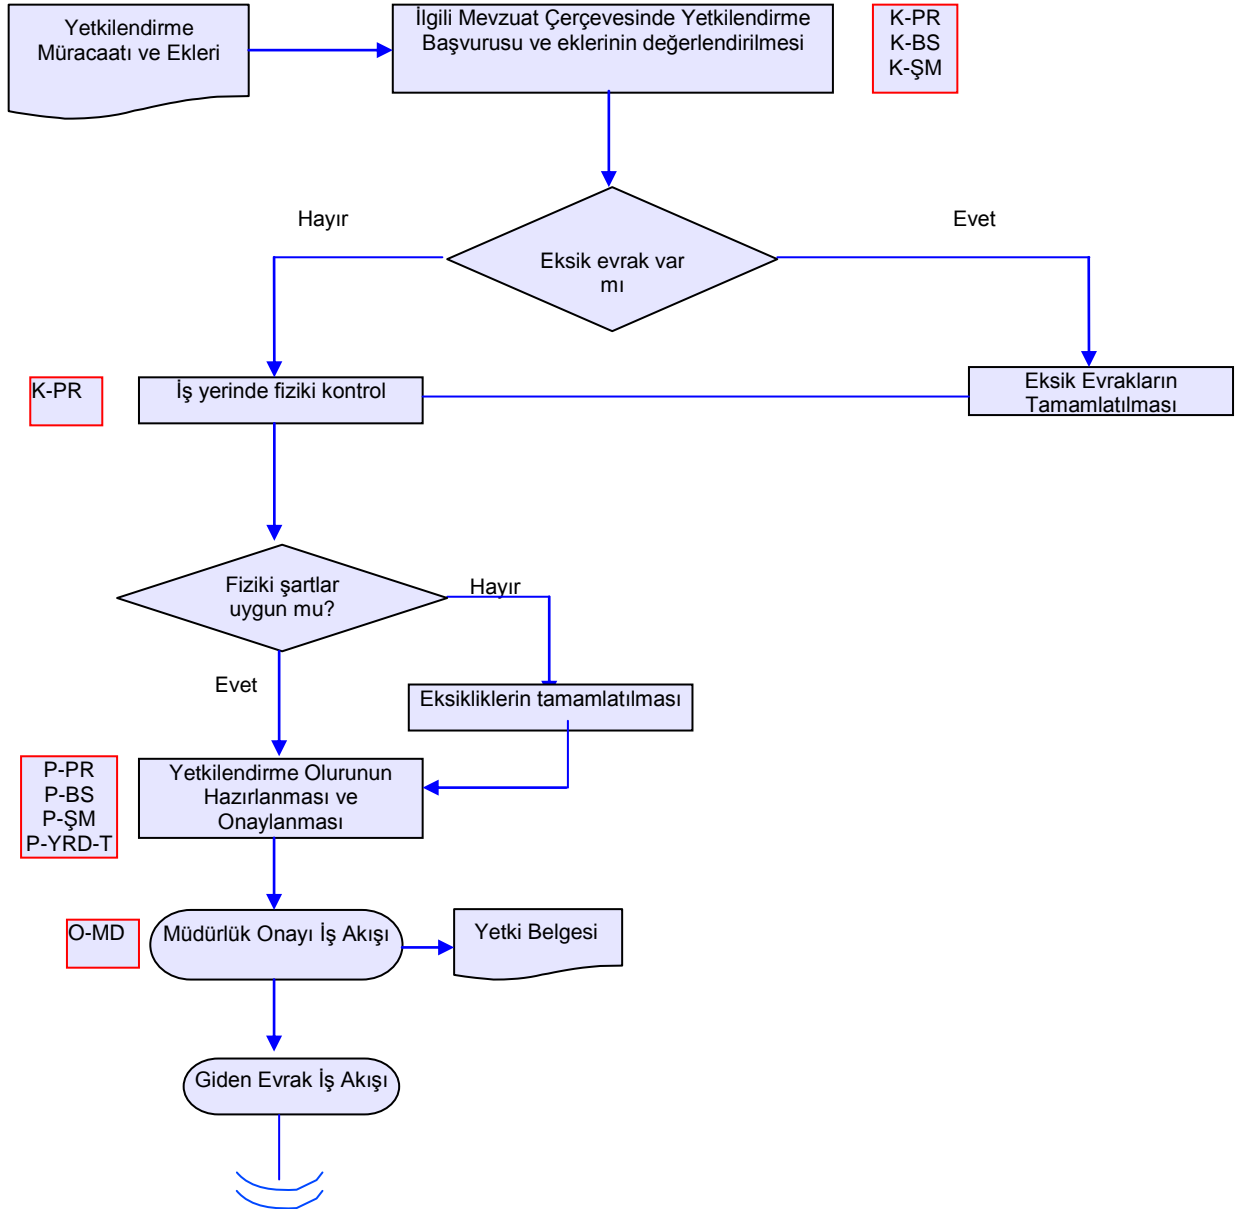 Yetkilendirme
Müracaatı ve Ekleri
İlgili Mevzuat Çerçevesinde Yetkilendirme
Başvurusu ve eklerinin değerlendirilmesi
K-PR
K-BS
K-ŞM
Hayır
Evet
Eksik evrak var
mı
K-PR
İş yerinde fiziki kontrol
Eksik Evrakların
Tamamlatılması
Fiziki şartlar
uygun mu?
Hayır
Evet
Eksikliklerin tamamlatılması
P-PR
P-BS
P-ŞM
P-YRD-T
Yetkilendirme Olurunun
Hazırlanması ve
Onaylanması
O-MD
Müdürlük Onayı İş Akışı
Yetki Belgesi
Giden Evrak İş Akışı